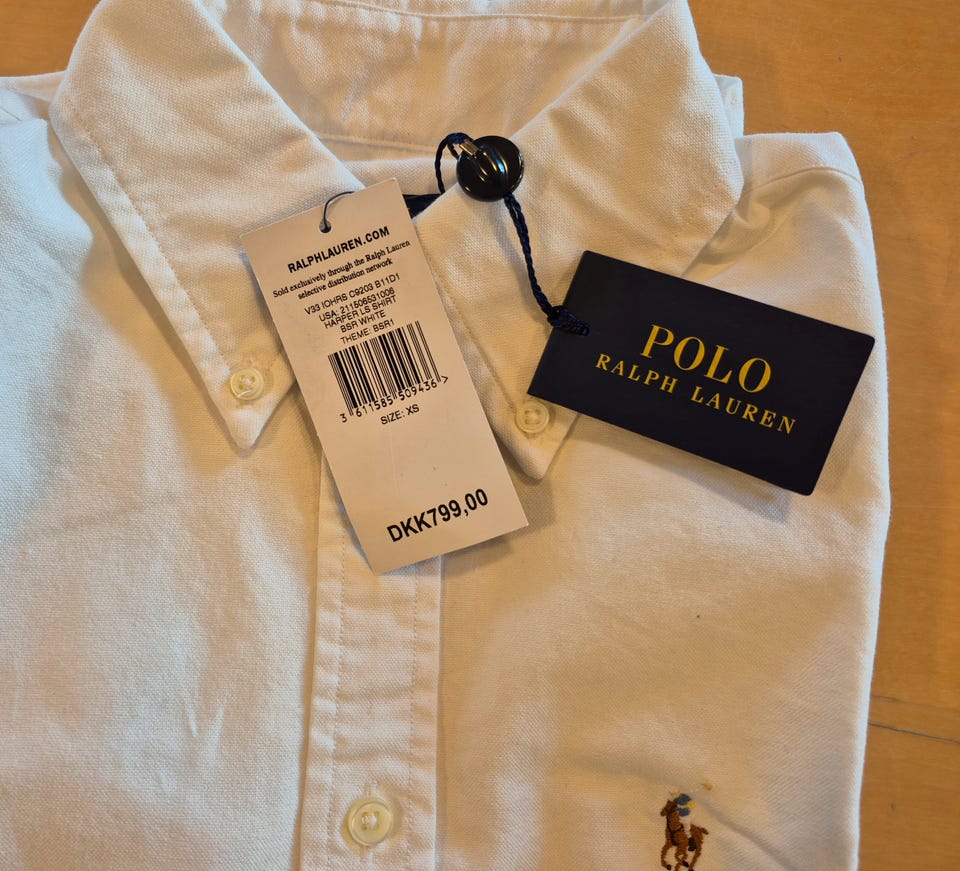 RALPHLAUREN.COM
Sold exclusively through the Ralph Lauren
selective distribution network
V33 IOHRS C9203 B11D1
USA: 211506531006
HARPER LS SHIRT
BSR WHITE
THEME: BSR1
3 611585 509436 >
SIZE: XS
DKK799,00
POLO
RALPH LAUREN